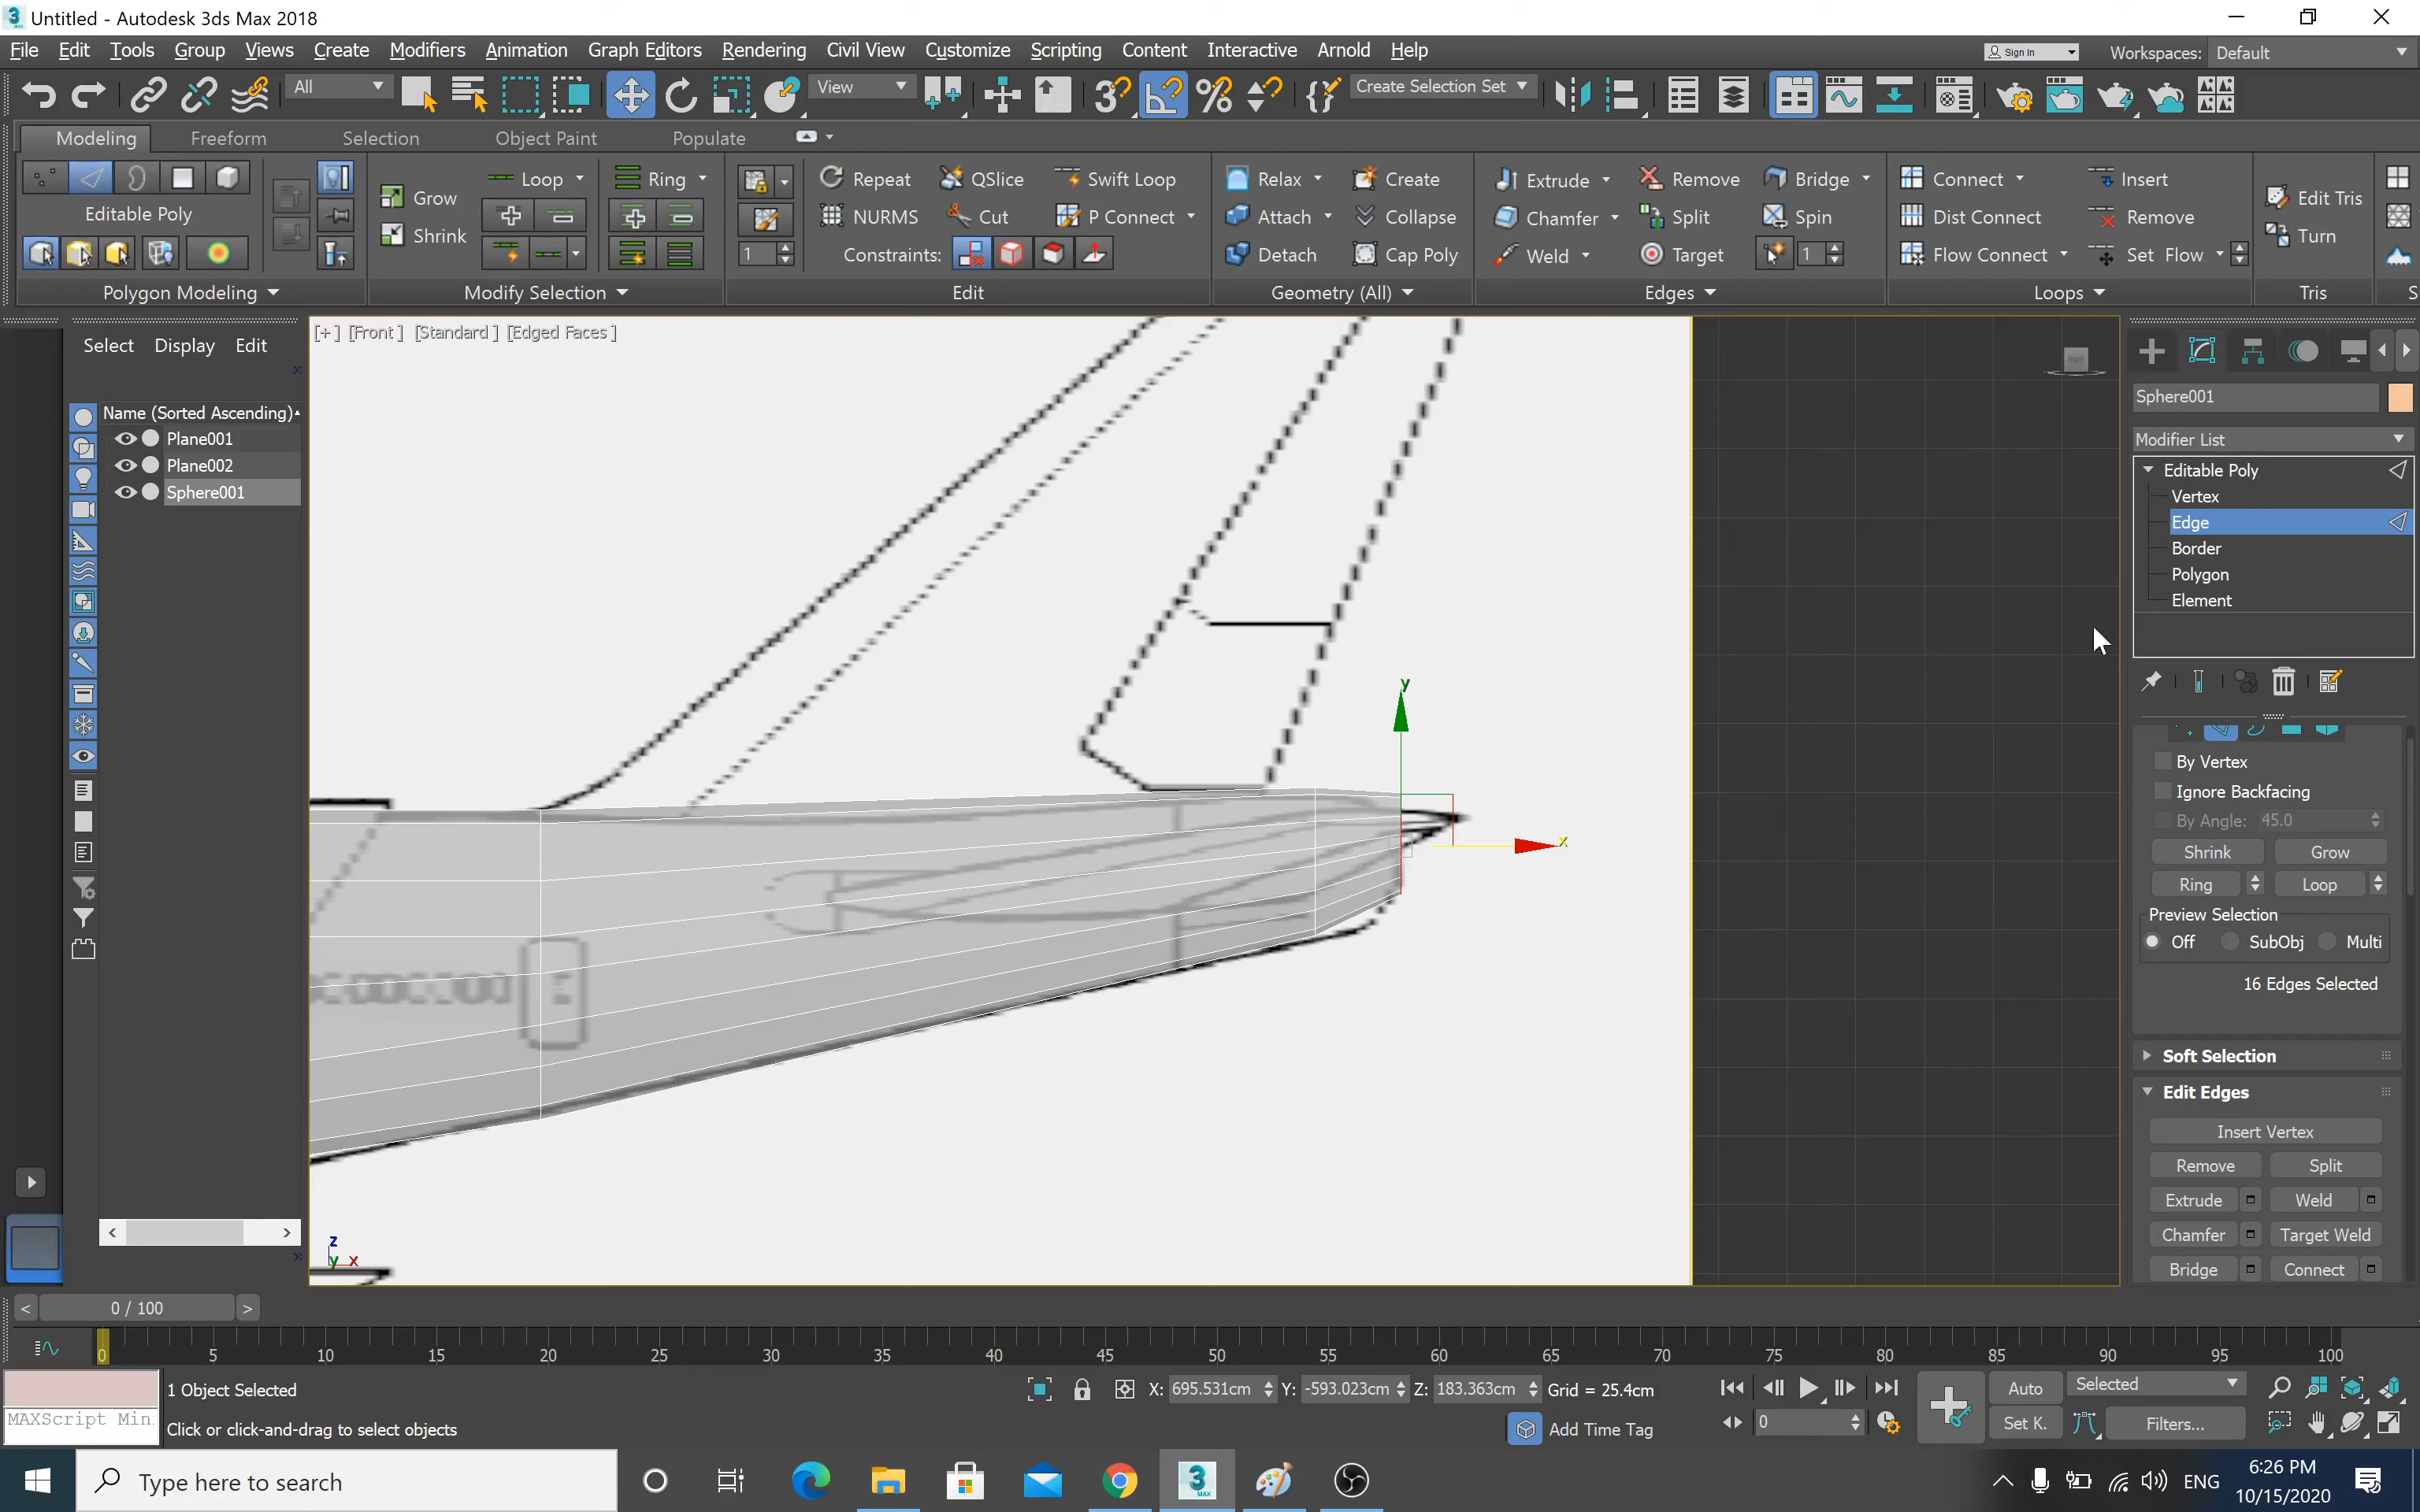 Untitled - Autodesk 3ds Max 2018
File Edit Tools Group Views Create Modifiers Animation Graph Editors Rendering Civil View Customize Scripting Content Interactive Arnold Help
Sign In Workspaces: Default
All View Create Selection Set
Modeling Freeform Selection Object Paint Populate
Loop Ring Repeat QSlice Swift Loop Relax Create Extrude Remove Bridge Connect Insert
Grow Edit Tris
Editable Poly NURMS Cut P Connect Attach Collapse Chamfer Split Spin Dist Connect Remove
Shrink Turn
1 Constraints: Detach Cap Poly Weld Target 1 Flow Connect Set Flow
Polygon Modeling Modify Selection Edit Geometry (All) Edges Loops Tris
Select Display Edit
[+] [Front] [Standard] [Edged Faces]
Name (Sorted Ascending)
Plane001
Plane002
Sphere001
y
x
z
y x
Sphere001
Modifier List
Editable Poly
Vertex
Edge
Border
Polygon
Element
By Vertex
Ignore Backfacing
By Angle: 45.0
Shrink Grow
Ring Loop
Preview Selection
Off SubObj Multi
16 Edges Selected
Soft Selection
Edit Edges
Insert Vertex
Remove Split
Extrude Weld
Chamfer Target Weld
Bridge Connect
< 0 / 100 >
0 5 10 15 20 25 30 35 40 45 50 55 60 65 70 75 80 85 90 95 100
1 Object Selected X: 695.531cm Y: -593.023cm Z: 183.363cm Grid = 25.4cm Auto Selected
MAXScript Min
Click or click-and-drag to select objects Add Time Tag 0 Set K. Filters...
Type here to search
ENG
6:26 PM
10/15/2020